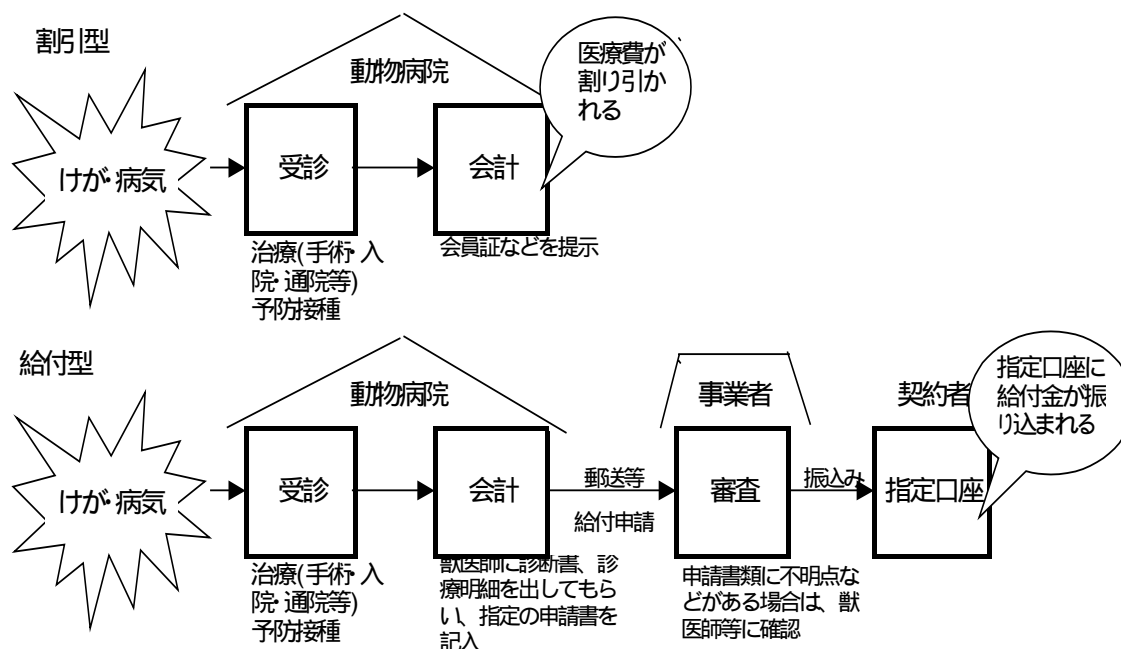 割引型
動物病院
医療費が
割り引か
れる
けが・病気
受診
会計
治療(手術・入
院・通院等)
予防接種
会員証などを提示
給付型
動物病院
事業者
契約者
指定口座に
給付金が振
り込まれる
けが・病気
受診
会計
郵送等
給付申請
審査
振込み
指定口座
治療(手術・入
院・通院等)
予防接種
獣医師に診断書、診
療明細を出してもら
い、指定の申請書を
記入
申請書類に不明点な
どがある場合は、獣
医師等に確認